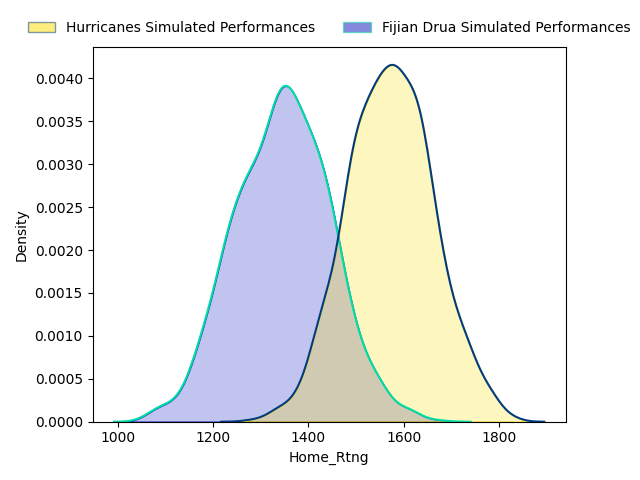 Hurricanes Simulated Performances Fijian Drua Simulated Performances
0.0040
0.0035
0.0030
0.0025
0.0020
0.0015
0.0010
0.0005
0.0000
Density
1000 1200 1400 1600 1800
Home_Rtng